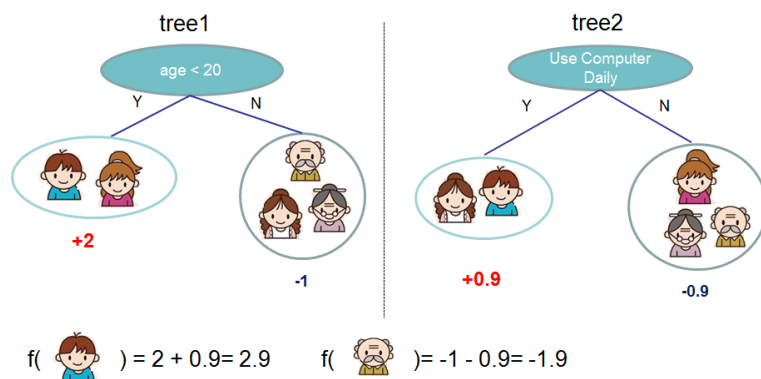 tree1
age < 20
Y
N
+2
-1
tree2
Use Computer
Daily
Y
N
+0.9
-0.9
f( ) = 2 + 0.9= 2.9
f( )= -1 - 0.9= -1.9